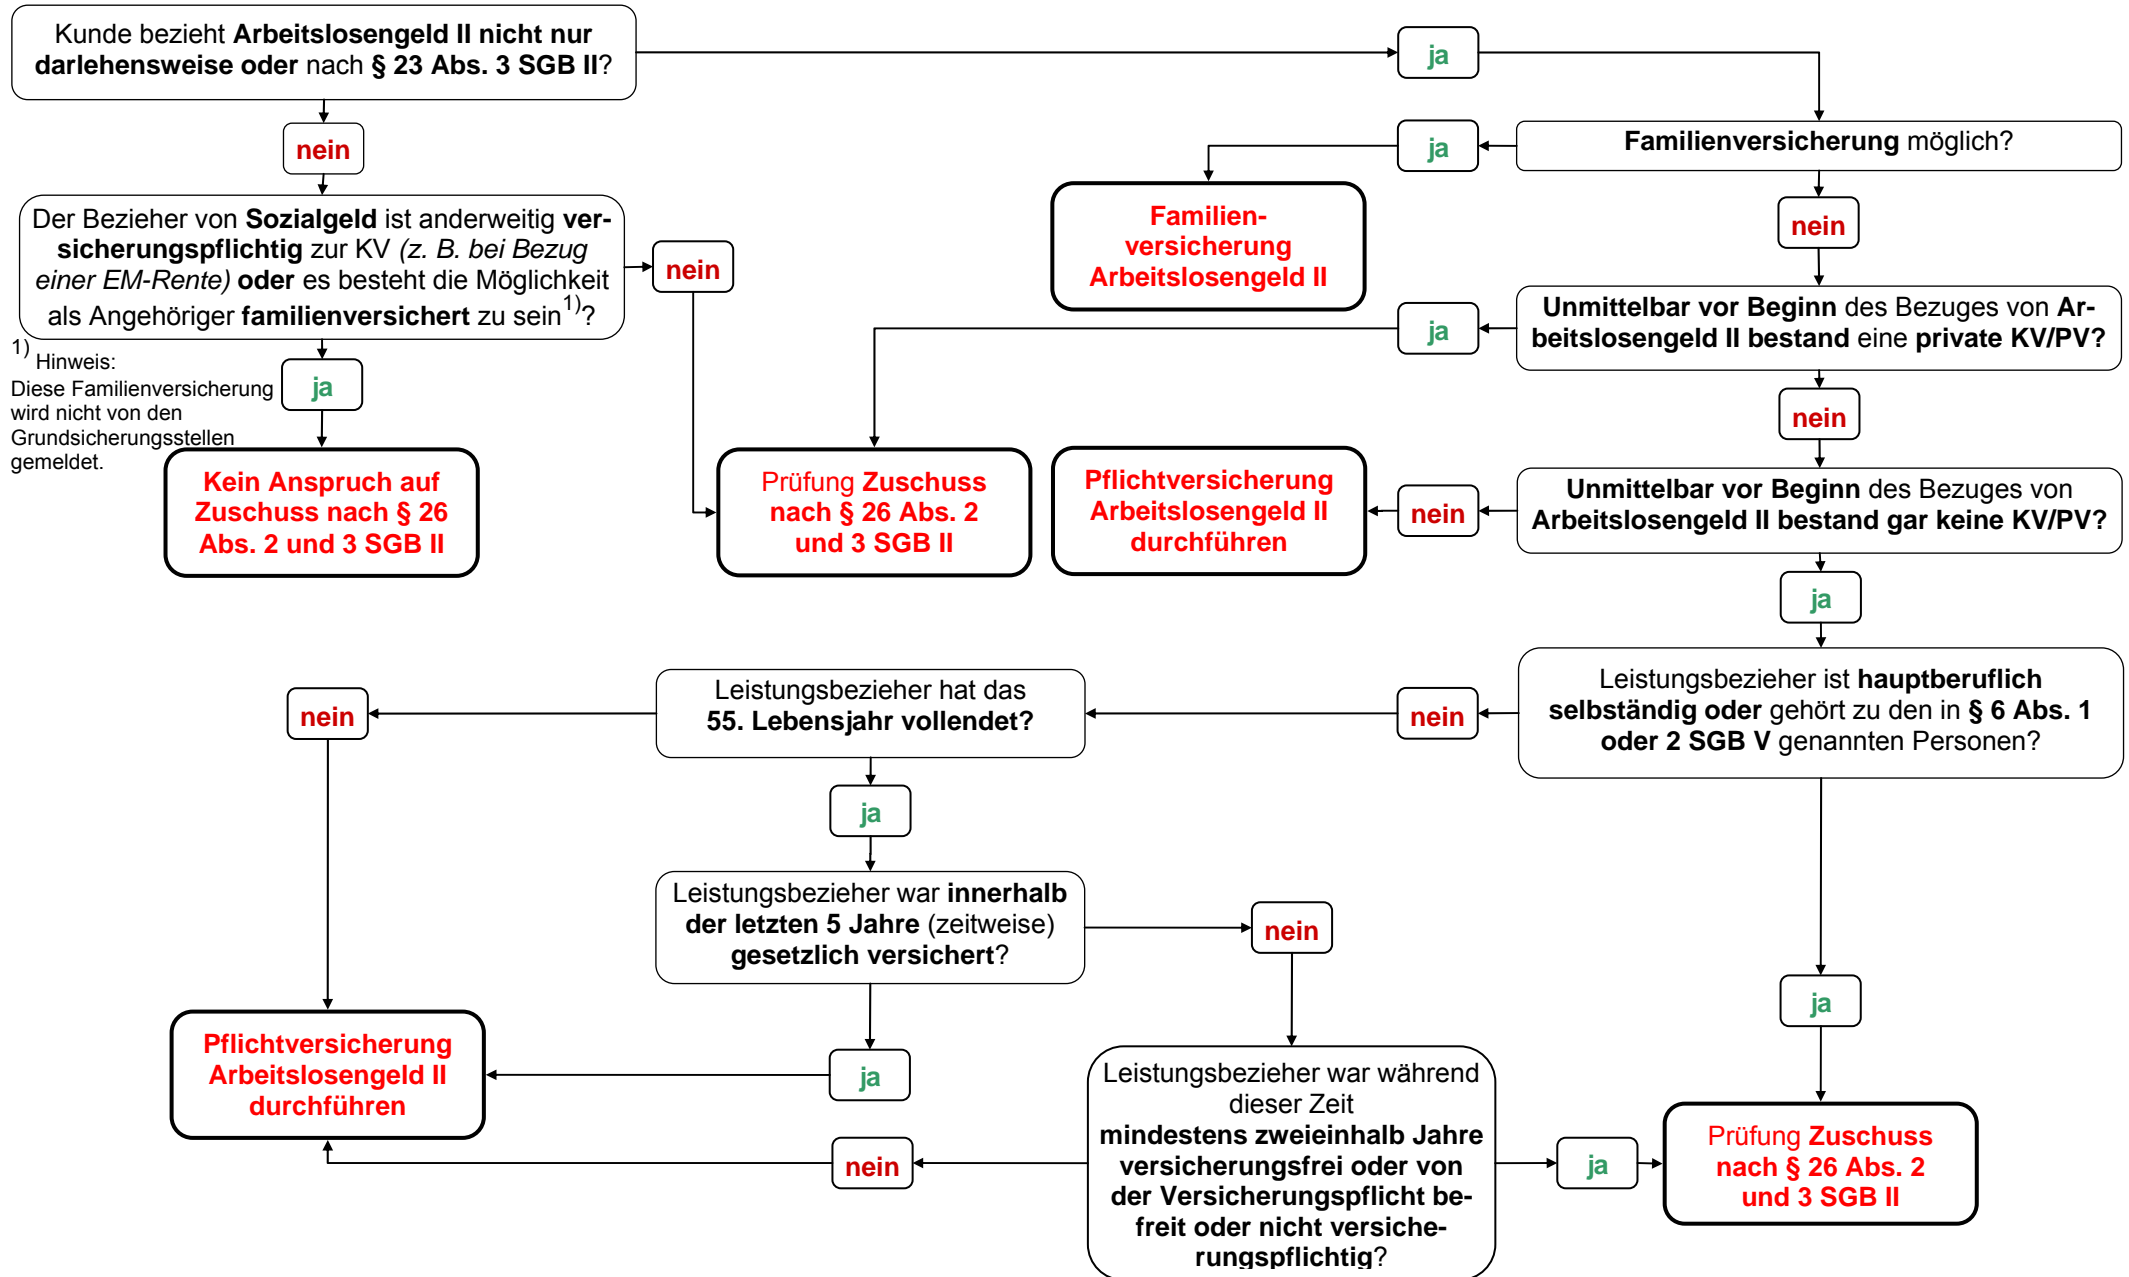 Kunde bezieht Arbeitslosengeld II nicht nur
darlehensweise oder nach § 23 Abs. 3 SGB II?
ja
nein
ja
Familienversicherung möglich?
Familien-
versicherung
Arbeitslosengeld II
nein
Der Bezieher von Sozialgeld ist anderweitig ver-
sicherungspflichtig zur KV (z. B. bei Bezug
einer EM-Rente) oder es besteht die Möglichkeit
als Angehöriger familienversichert zu sein1)?
nein
1) Hinweis:
Diese Familienversicherung
wird nicht von den
Grundsicherungsstellen
gemeldet.
ja
Kein Anspruch auf
Zuschuss nach § 26
Abs. 2 und 3 SGB II
ja
Unmittelbar vor Beginn des Bezuges von Ar-
beitslosengeld II bestand eine private KV/PV?
nein
Prüfung Zuschuss
nach § 26 Abs. 2
und 3 SGB II
Pflichtversicherung
Arbeitslosengeld II
durchführen
nein
Unmittelbar vor Beginn des Bezuges von
Arbeitslosengeld II bestand gar keine KV/PV?
ja
Leistungsbezieher ist hauptberuflich
selbständig oder gehört zu den in § 6 Abs. 1
oder 2 SGB V genannten Personen?
nein
Leistungsbezieher hat das
55. Lebensjahr vollendet?
nein
ja
Leistungsbezieher war innerhalb
der letzten 5 Jahre (zeitweise)
gesetzlich versichert?
nein
ja
ja
Pflichtversicherung
Arbeitslosengeld II
durchführen
Leistungsbezieher war während
dieser Zeit
mindestens zweieinhalb Jahre
versicherungsfrei oder von
der Versicherungspflicht be-
freit oder nicht versiche-
rungspflichtig?
nein
ja
Prüfung Zuschuss
nach § 26 Abs. 2
und 3 SGB II